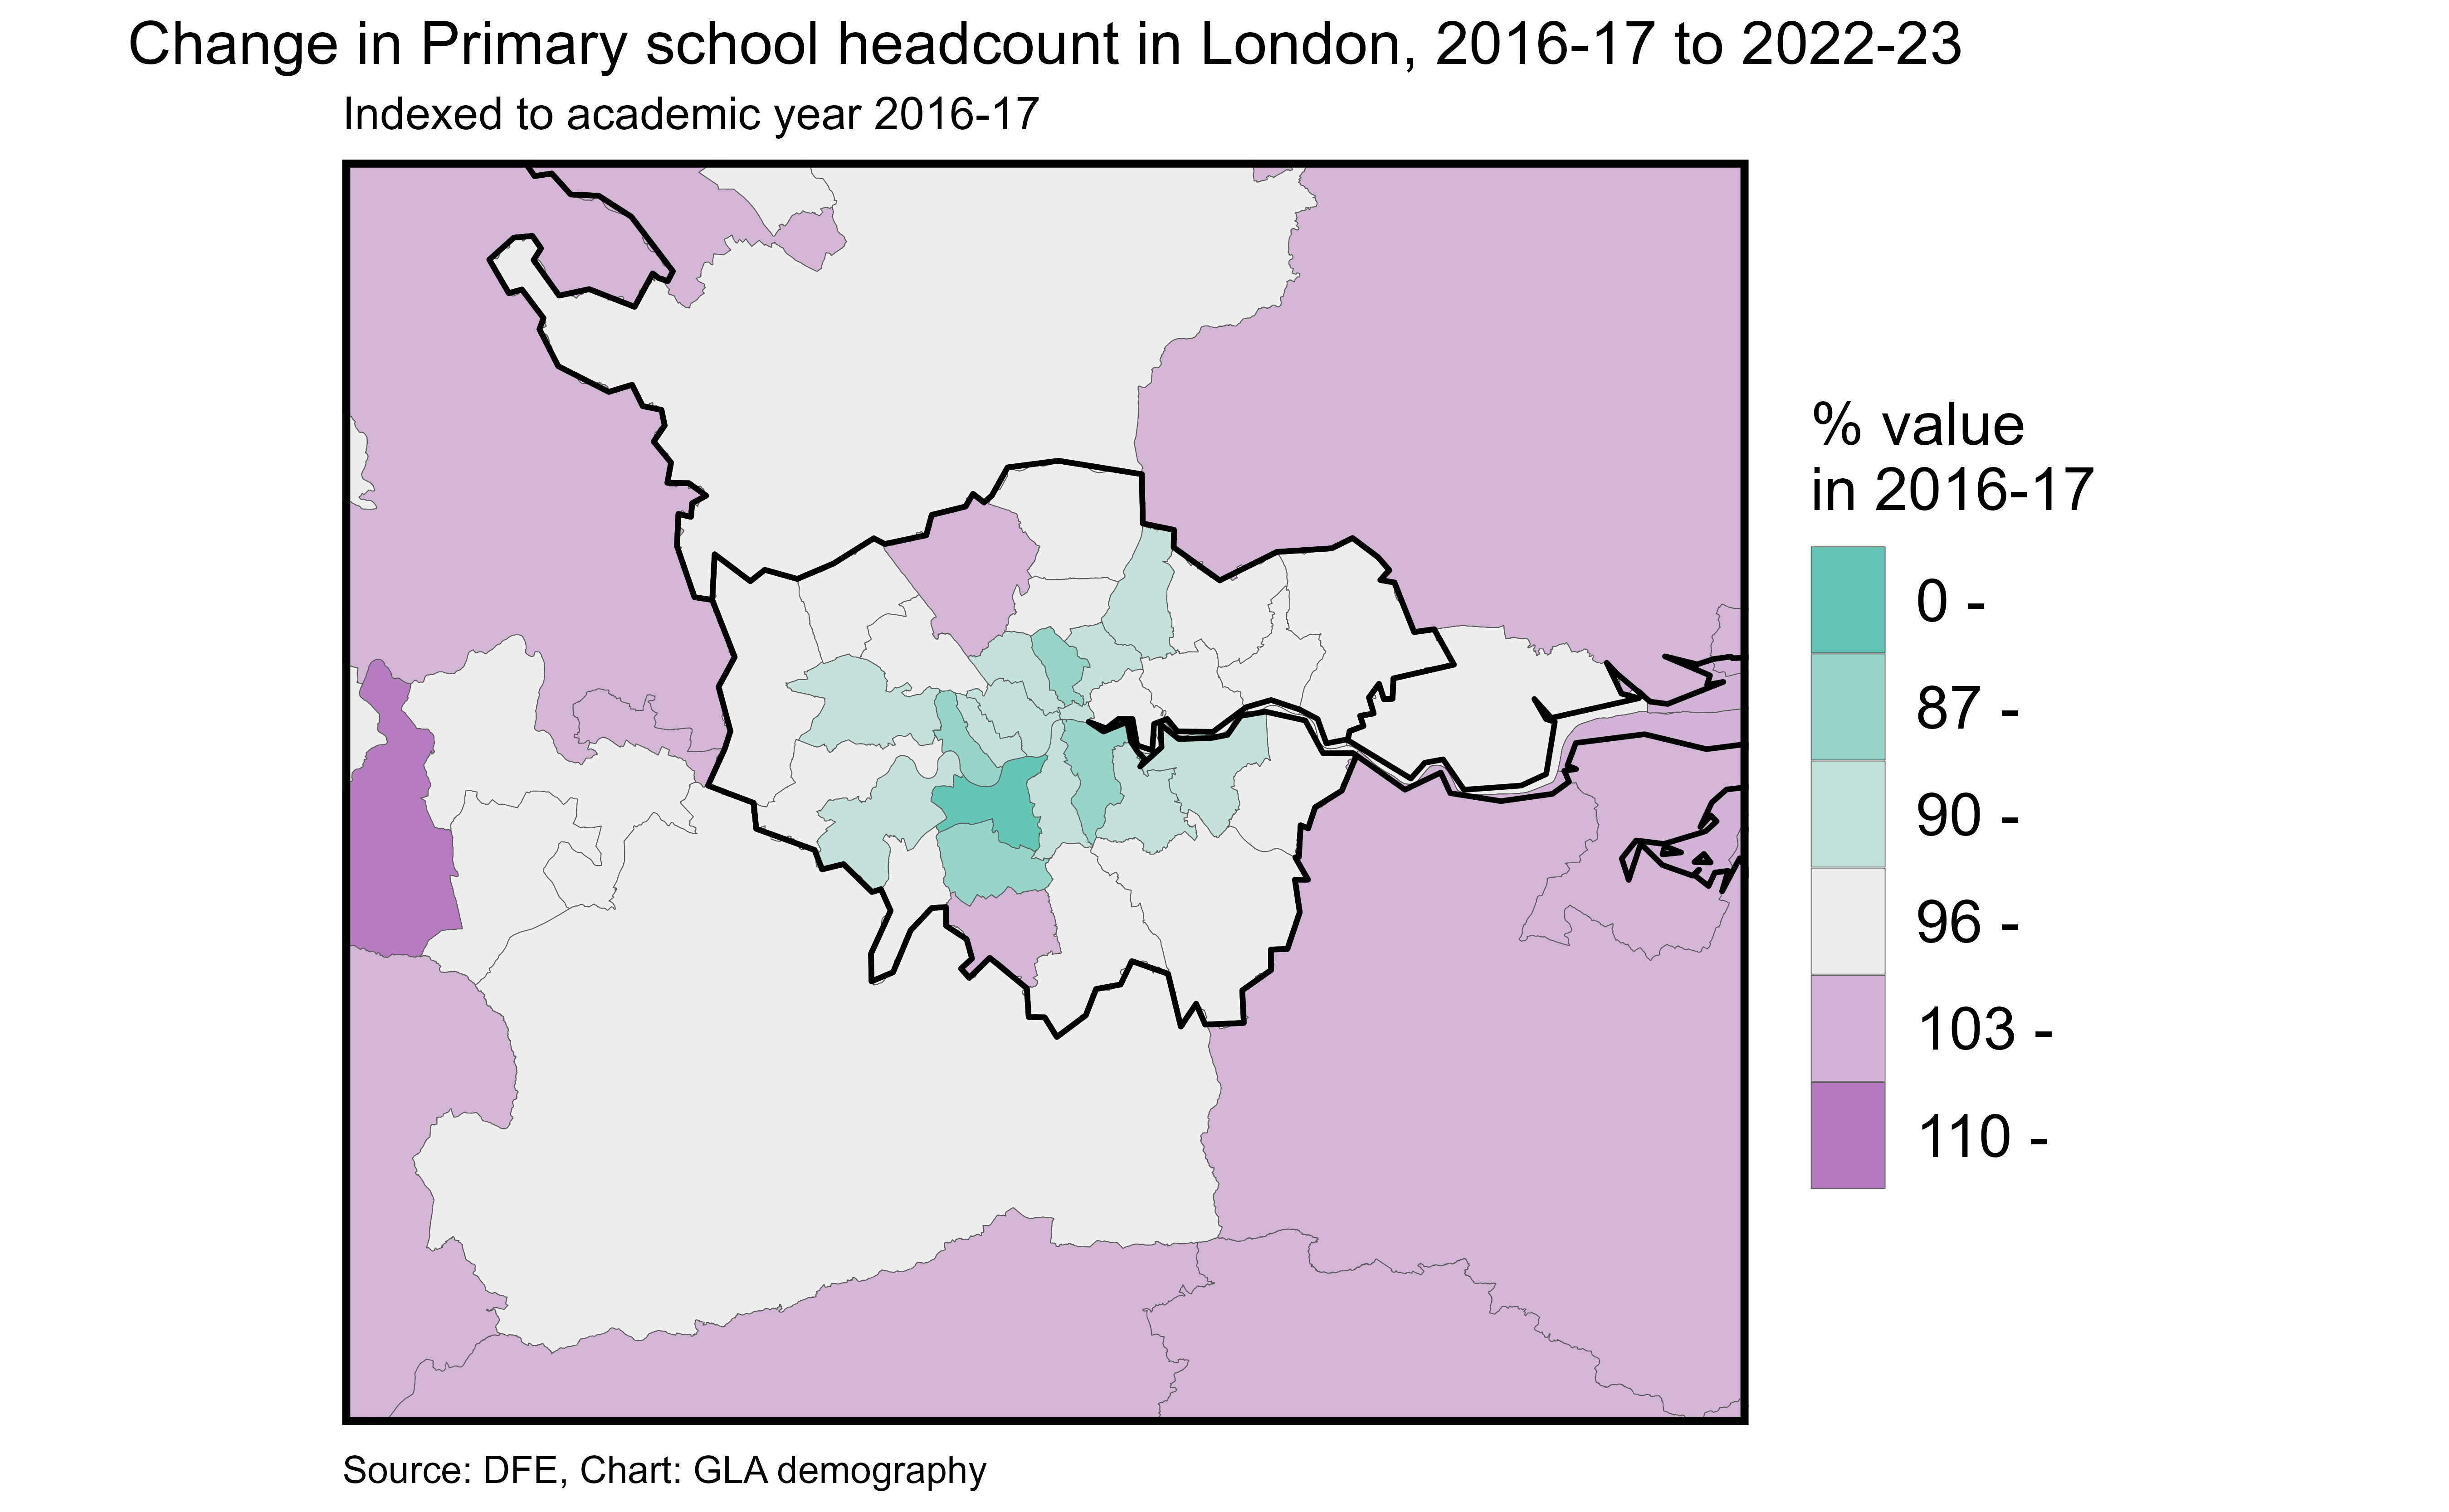 Change in Primary school headcount in London, 2016-17 to 2022-23
Indexed to academic year 2016-17
% value
in 2016-17
0 -
87 -
90 -
96 -
103 -
110 -
Source: DFE, Chart: GLA demography